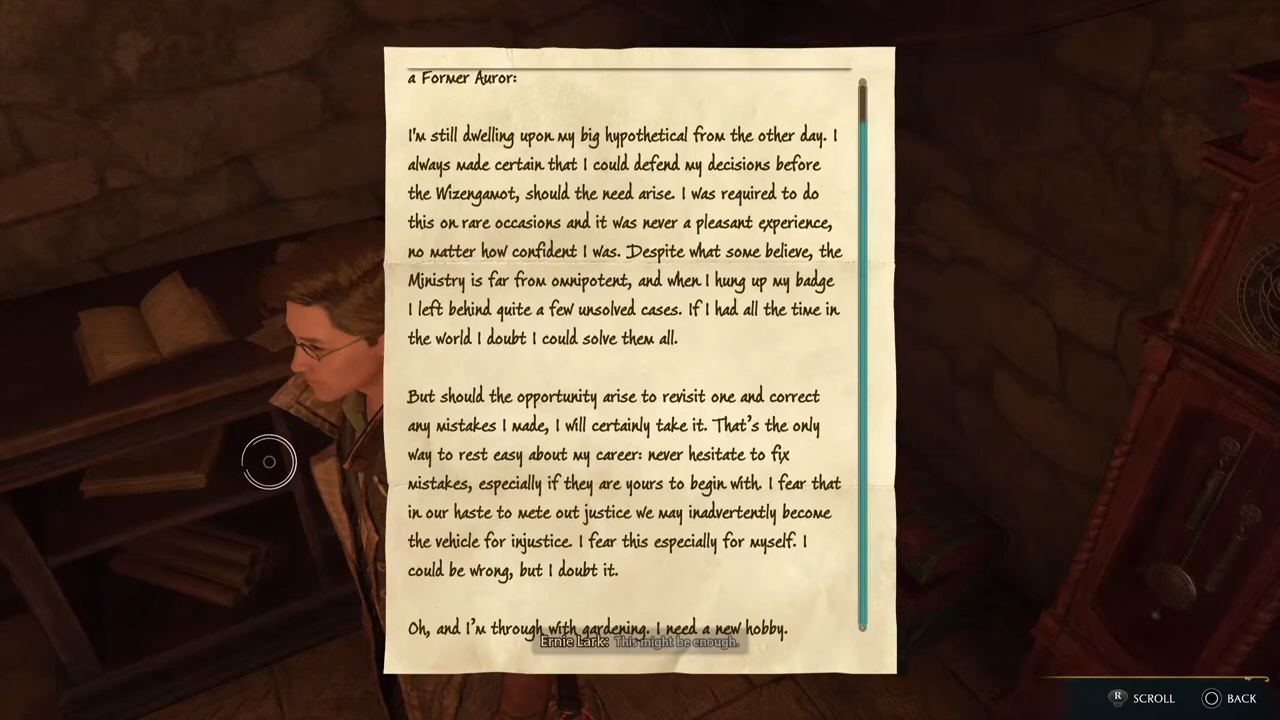 a Former Auror:
I'm still dwelling upon my big hypothetical from the other day. I
always made certain that I could defend my decisions before
the Wizengamot, should the need arise. I was required to do
this on rare occasions and it was never a pleasant experience,
no matter how confident I was. Despite what some believe, the
Ministry is far from omnipotent, and when I hung up my badge
I left behind quite a few unsolved cases. If I had all the time in
the world I doubt I could solve them all.
But should the opportunity arise to revisit one and correct
any mistakes I made, I will certainly take it. That's the only
way to rest easy about my career: never hesitate to fix
mistakes, especially if they are yours to begin with. I fear that
in our haste to mete out justice we may inadvertently become
the vehicle for injustice. I fear this especially for myself. I
could be wrong, but I doubt it.
Oh, and I'm through with gardening. I need a new hobby.
Ernie Lark: This might be enough.
R SCROLL BACK